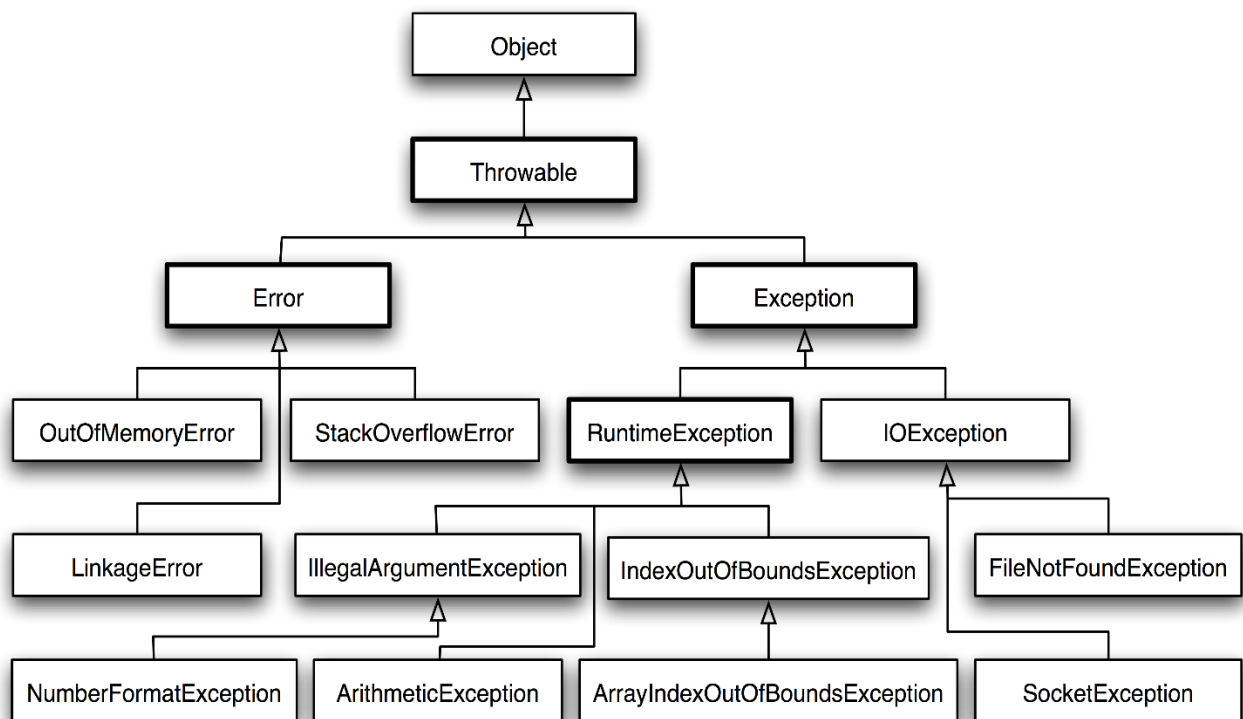 Object
Throwable
Error
Exception
OutOfMemoryError
StackOverflowError
RuntimeException
IOException
LinkageError
IllegalArgumentException
IndexOutOfBoundsException
FileNotFoundException
NumberFormatException
ArithmeticException
ArrayIndexOutOfBoundsException
SocketException